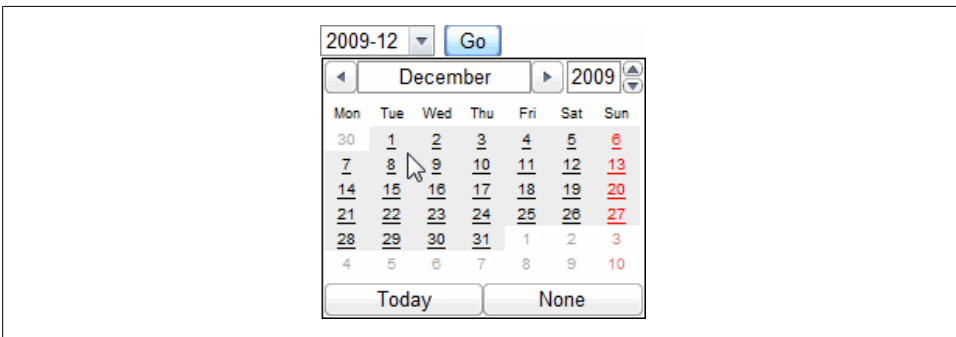 2009-12 Go
December 2009
Mon Tue Wed Thu Fri Sat Sun
30 1 2 3 4 5 6
7 8 9 10 11 12 13
14 15 16 17 18 19 20
21 22 23 24 25 26 27
28 29 30 31 1 2 3
4 5 6 7 8 9 10
Today None